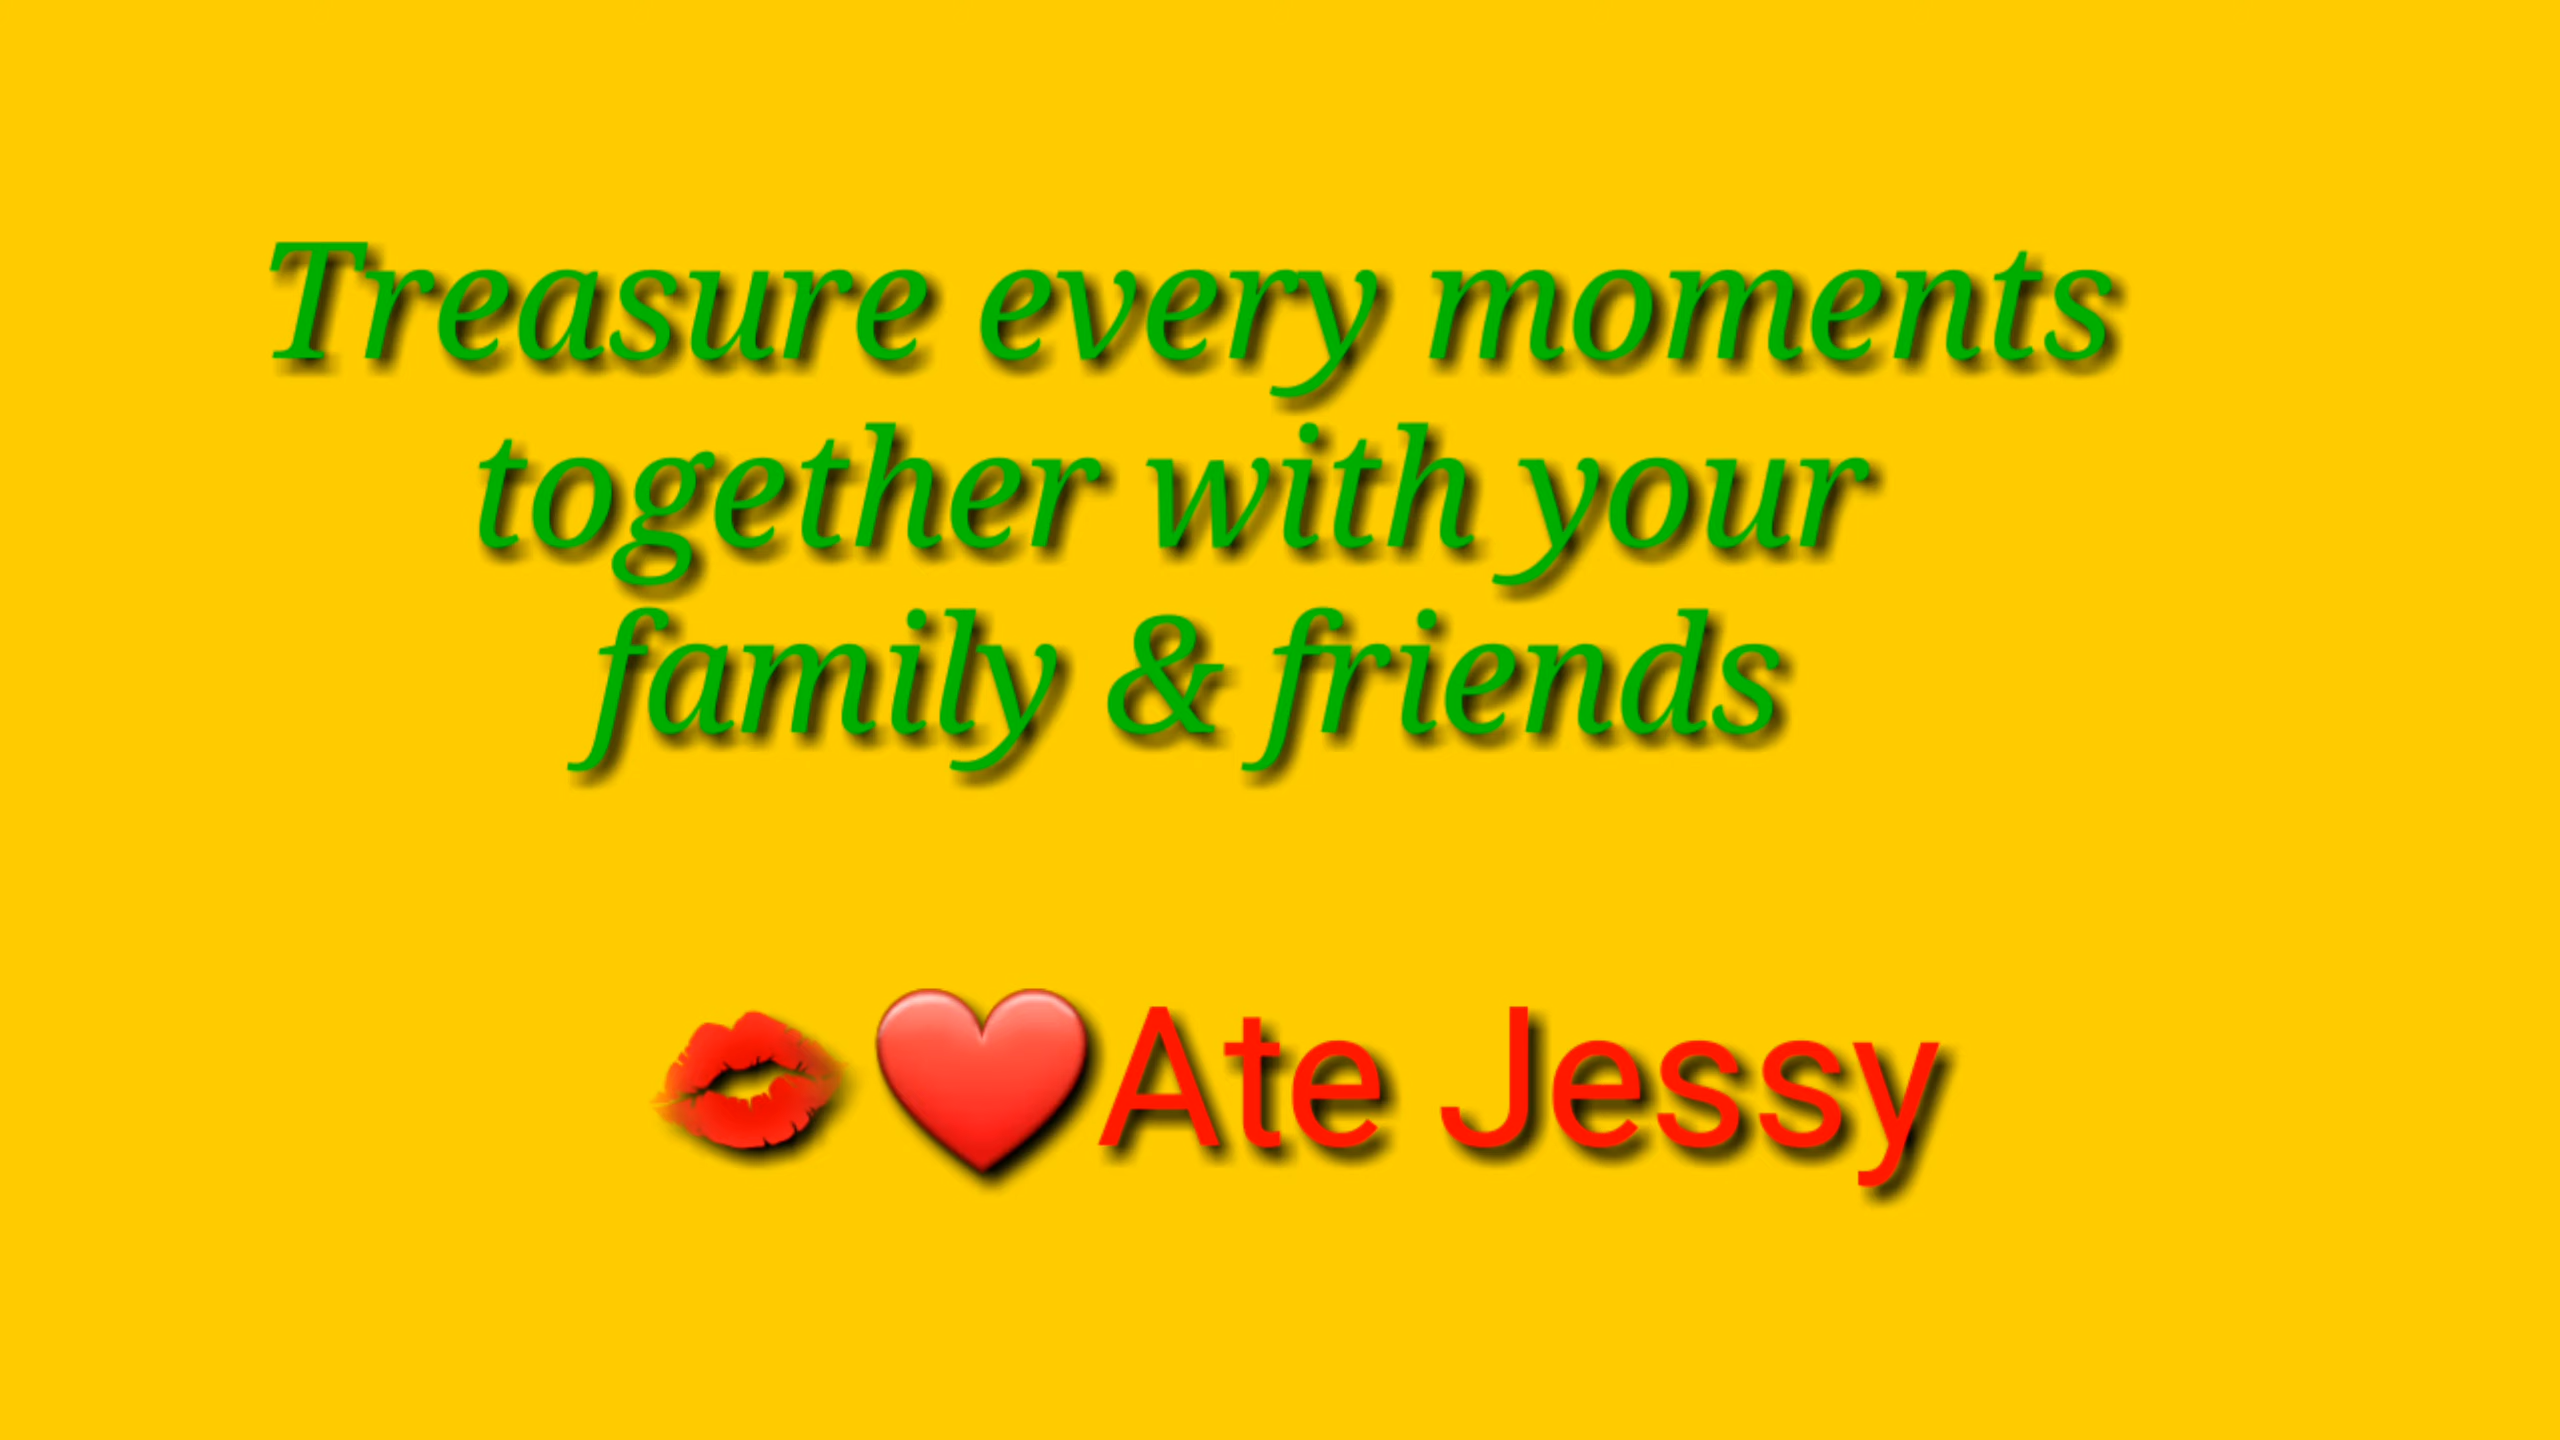 Treasure every moments
together with your
family & friends
💋❤️Ate Jessy